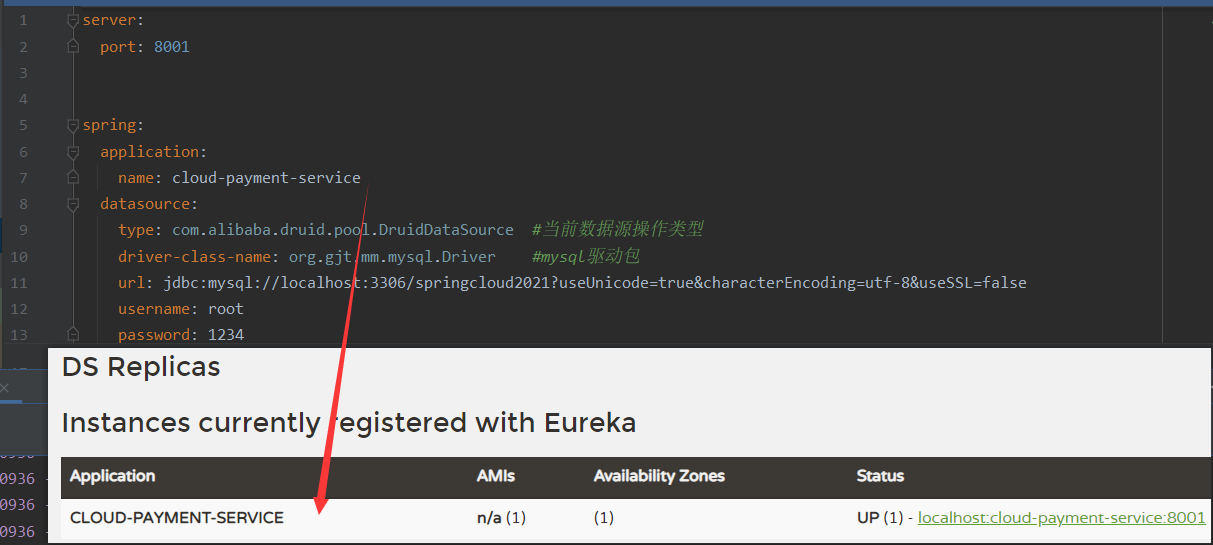 1 server:
2 port: 8001
3
4
5 spring:
6 application:
7 name: cloud-payment-service
8 datasource:
9 type: com.alibaba.druid.pool.DruidDataSource #当前数据源操作类型
10 driver-class-name: org.gjt.mm.mysql.Driver #mysql驱动包
11 url: jdbc:mysql://localhost:3306/springcloud2021?useUnicode=true&characterEncoding=utf-8&useSSL=false
12 username: root
13 password: 1234
DS Replicas
Instances currently registered with Eureka
Application AMIs Availability Zones Status
0936 -
CLOUD-PAYMENT-SERVICE n/a (1) (1) UP (1) - localhost:cloud-payment-service:8001
0936 -
0936 -